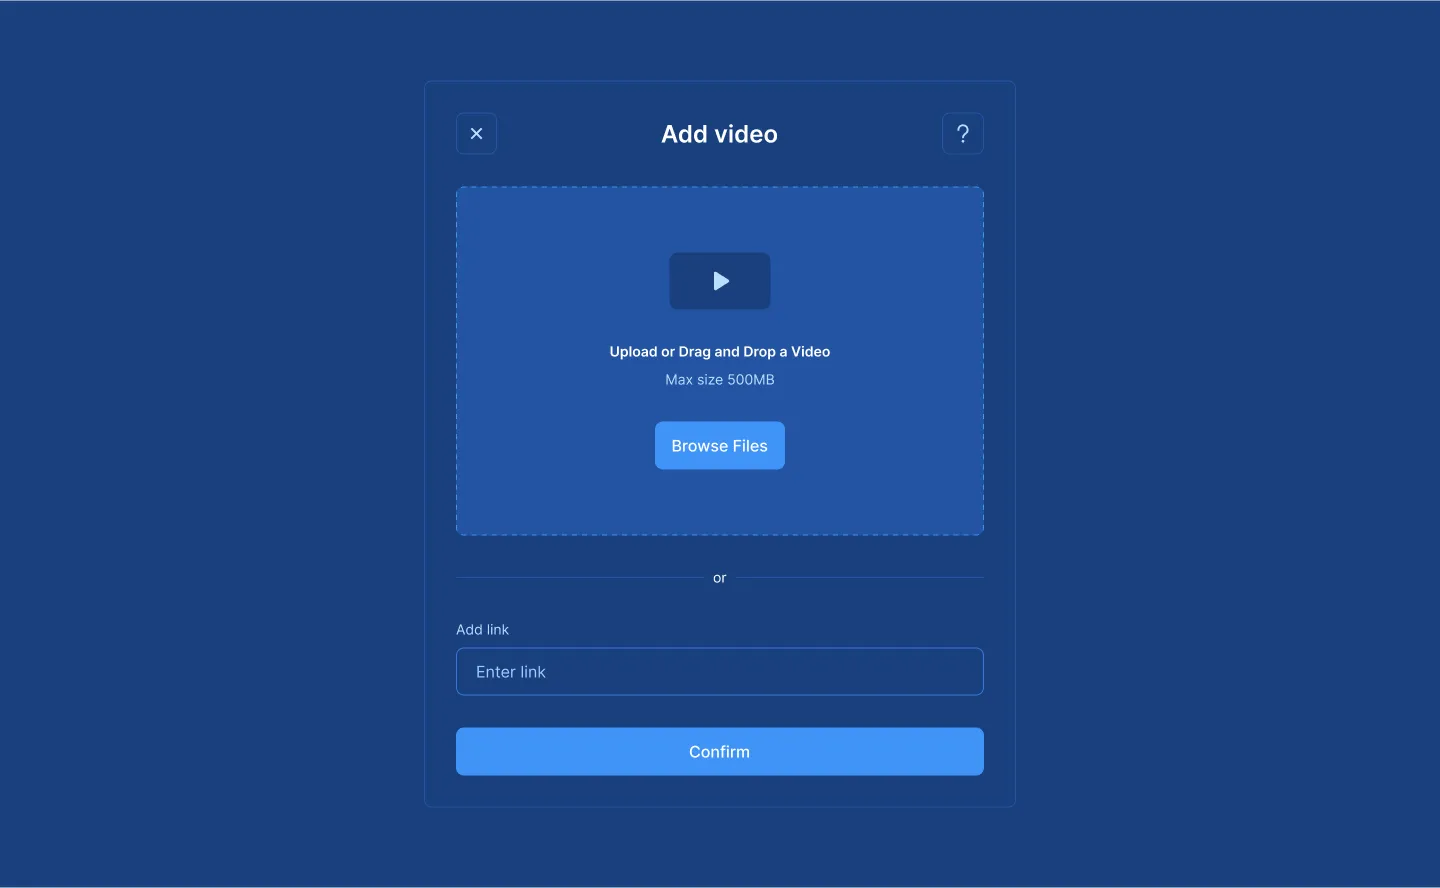 Add video
?
Upload or Drag and Drop a Video
Max size 500MB
Browse Files
or
Add link
Enter link
Confirm